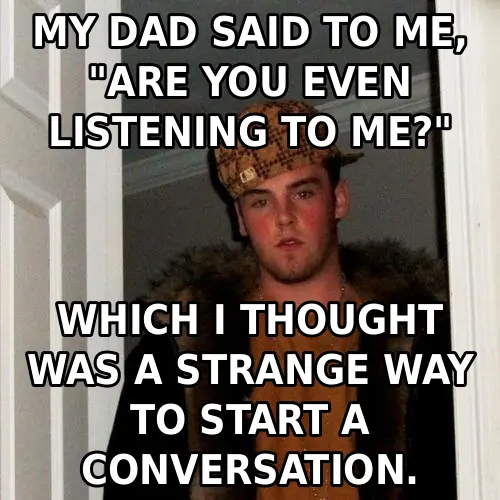 MY DAD SAID TO ME,
"ARE YOU EVEN
LISTENING TO ME?"
WHICH I THOUGHT
WAS A STRANGE WAY
TO START A
CONVERSATION.